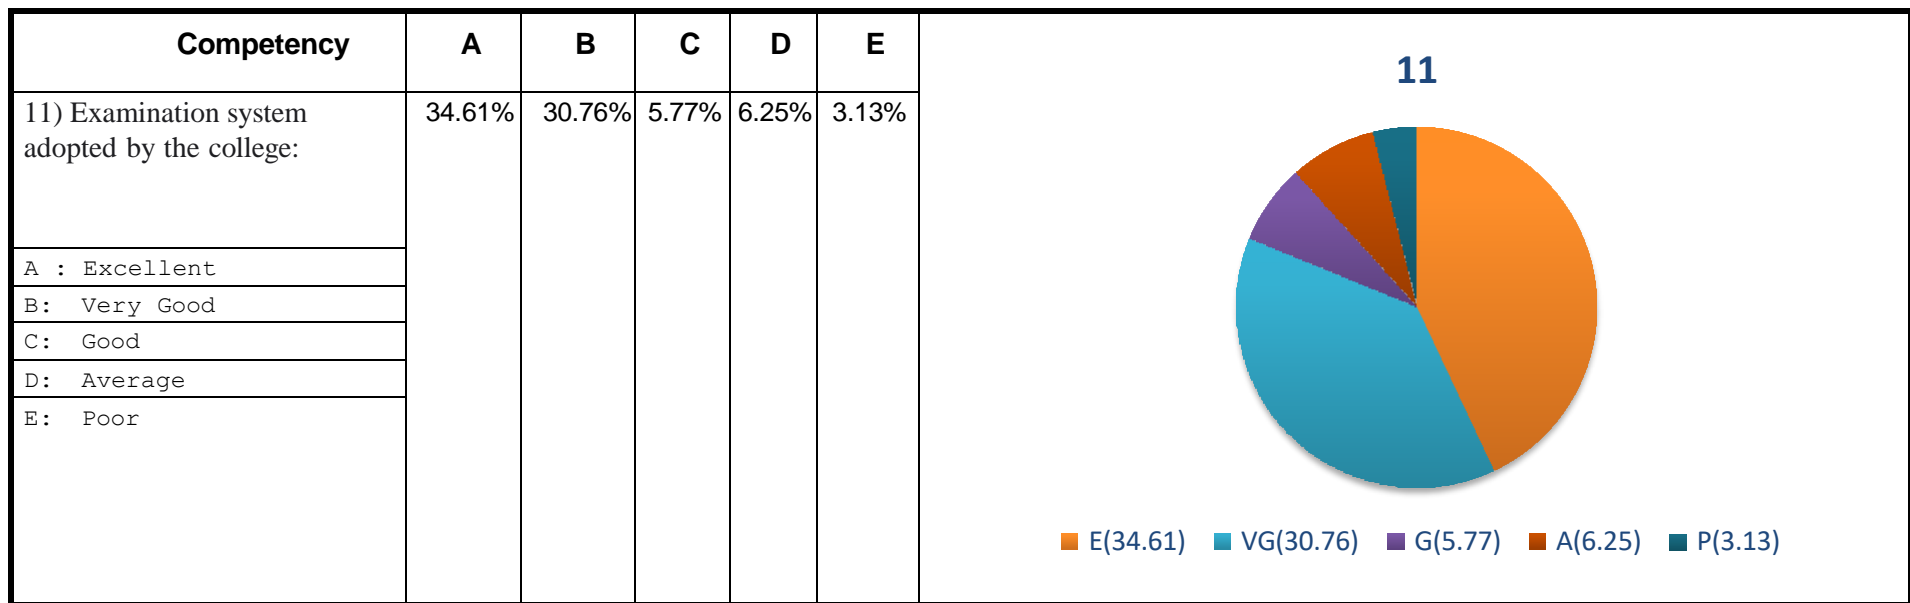 Competency A B C D E
11) Examination system 34.61% 30.76% 5.77% 6.25% 3.13%
adopted by the college:
A : Excellent
B: Very Good
C: Good
D: Average
E: Poor
11
E(34.61) VG(30.76) G(5.77) A(6.25) P(3.13)